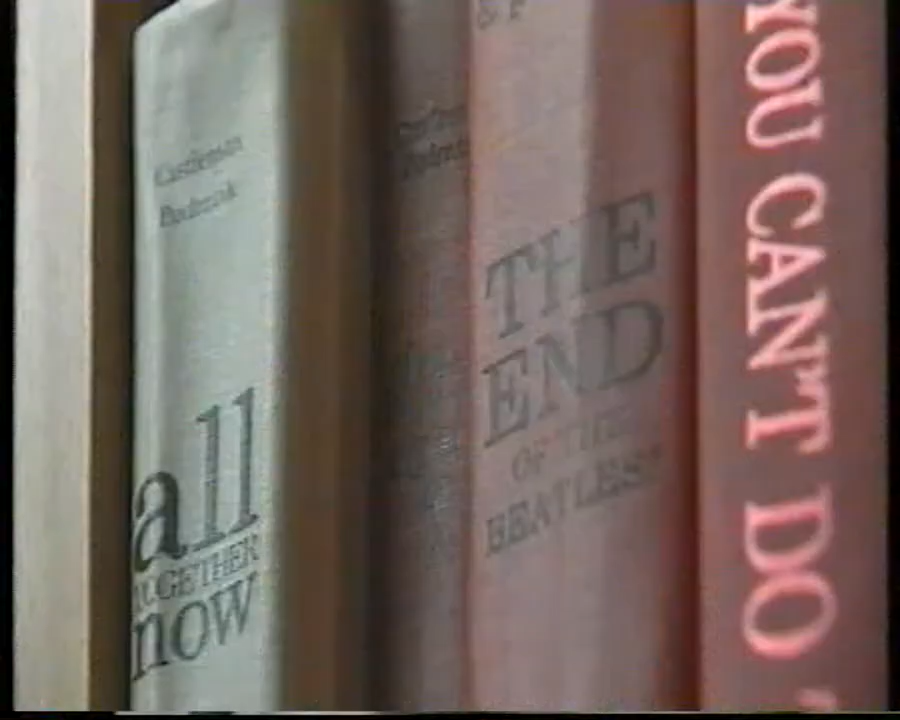 Castleman
Podrazik
all
TOGETHER
now
THE
END
OF THE
BEATLES?
YOU CAN'T DO